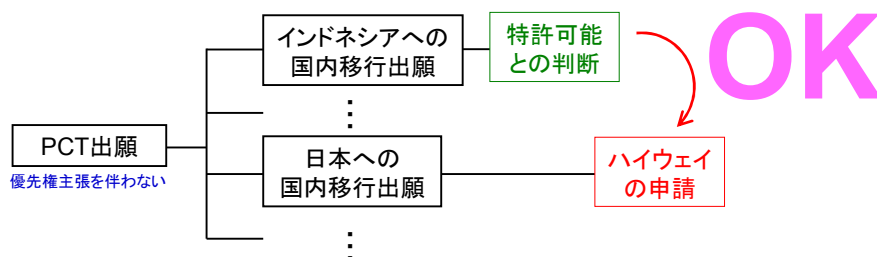 インドネシアへの
国内移行出願
特許可能
との判断
OK
PCT出願
優先権主張を伴わない
日本への
国内移行出願
ハイウェイ
の申請